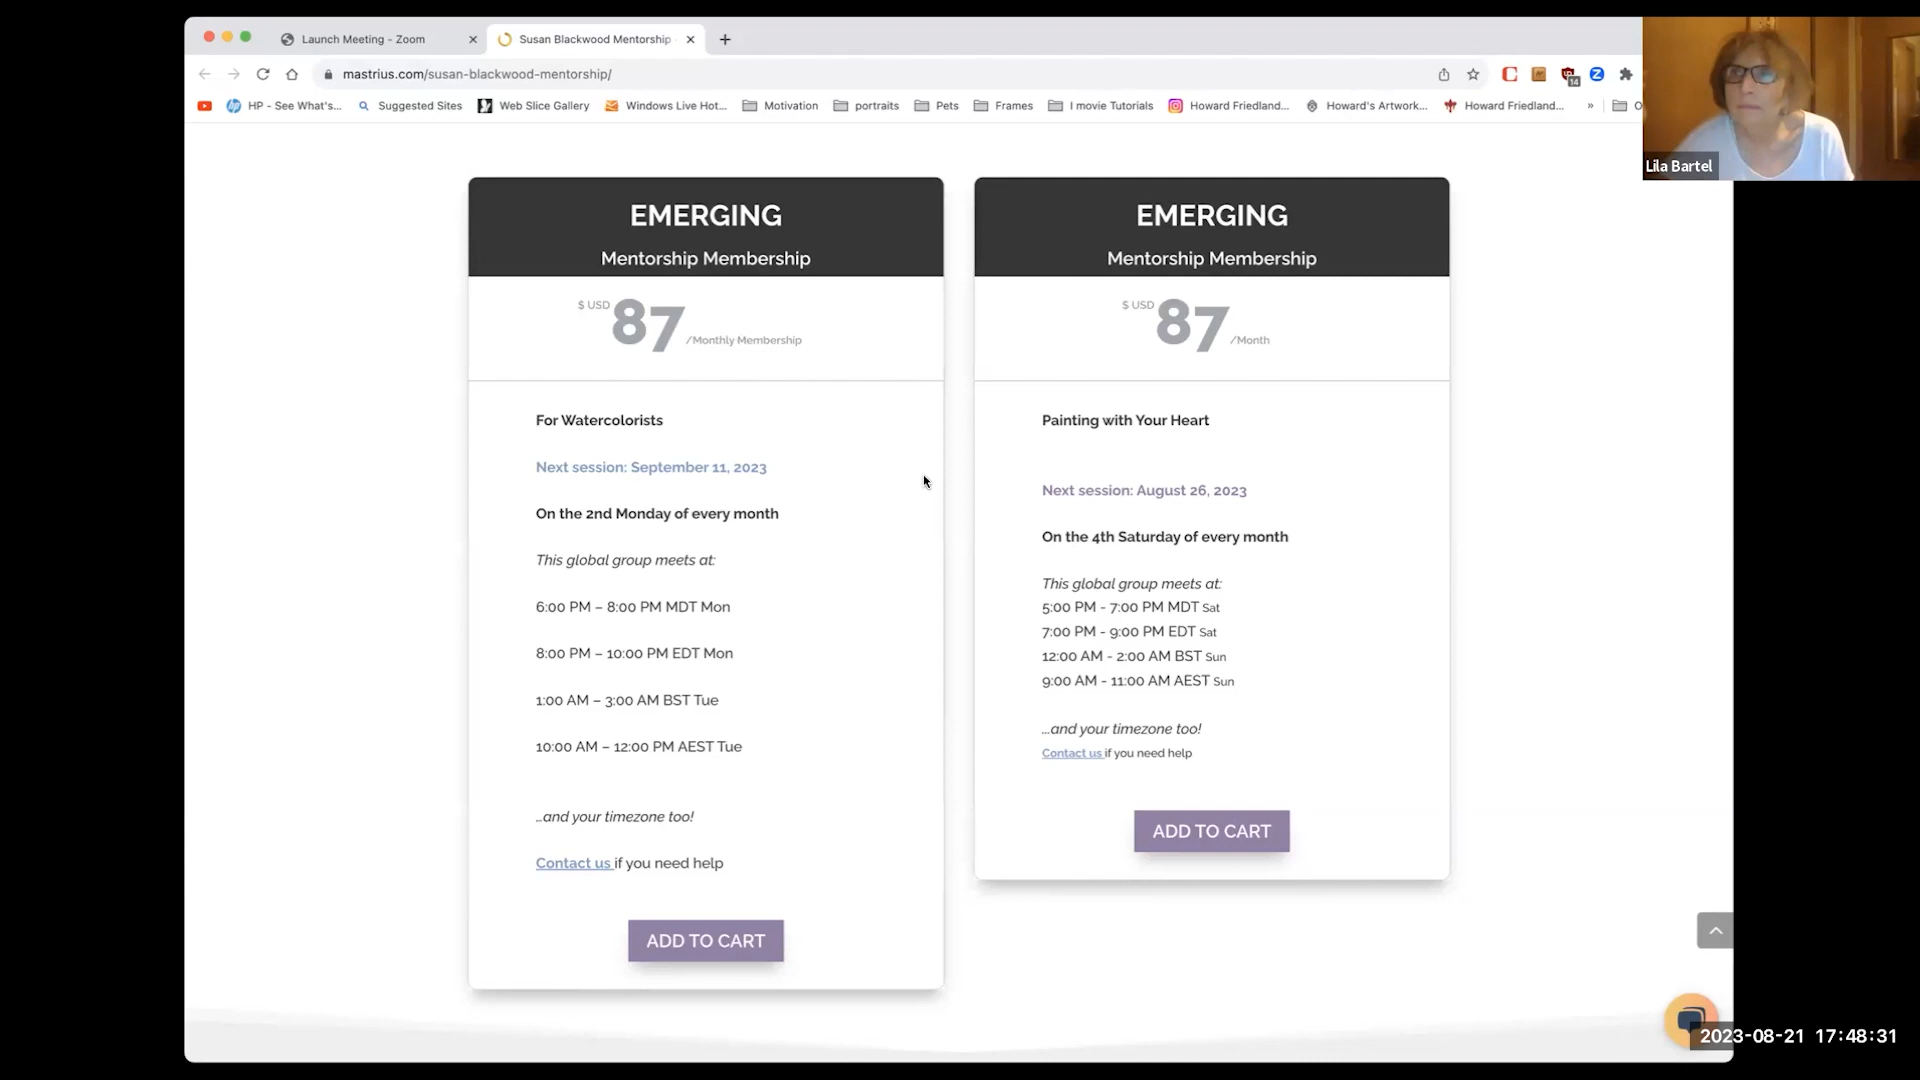 Launch Meeting - Zoom
Susan Blackwood Mentorship
mastrius.com/susan-blackwood-mentorship/
HP - See What's...
Suggested Sites
Web Slice Gallery
Windows Live Hot...
Motivation
portraits
Pets
Frames
I movie Tutorials
Howard Friedland...
Howard's Artwork...
Howard Friedland...
»
O
14
Lila Bartel
EMERGING
Mentorship Membership
$ USD 87 /Monthly Membership
For Watercolorists
Next session: September 11, 2023
On the 2nd Monday of every month
This global group meets at:
6:00 PM – 8:00 PM MDT Mon
8:00 PM – 10:00 PM EDT Mon
1:00 AM – 3:00 AM BST Tue
10:00 AM – 12:00 PM AEST Tue
...and your timezone too!
Contact us if you need help
ADD TO CART
EMERGING
Mentorship Membership
$ USD 87 /Month
Painting with Your Heart
Next session: August 26, 2023
On the 4th Saturday of every month
This global group meets at:
5:00 PM - 7:00 PM MDT Sat
7:00 PM - 9:00 PM EDT Sat
12:00 AM - 2:00 AM BST Sun
9:00 AM - 11:00 AM AEST Sun
...and your timezone too!
Contact us if you need help
ADD TO CART
2023-08-21 17:48:31